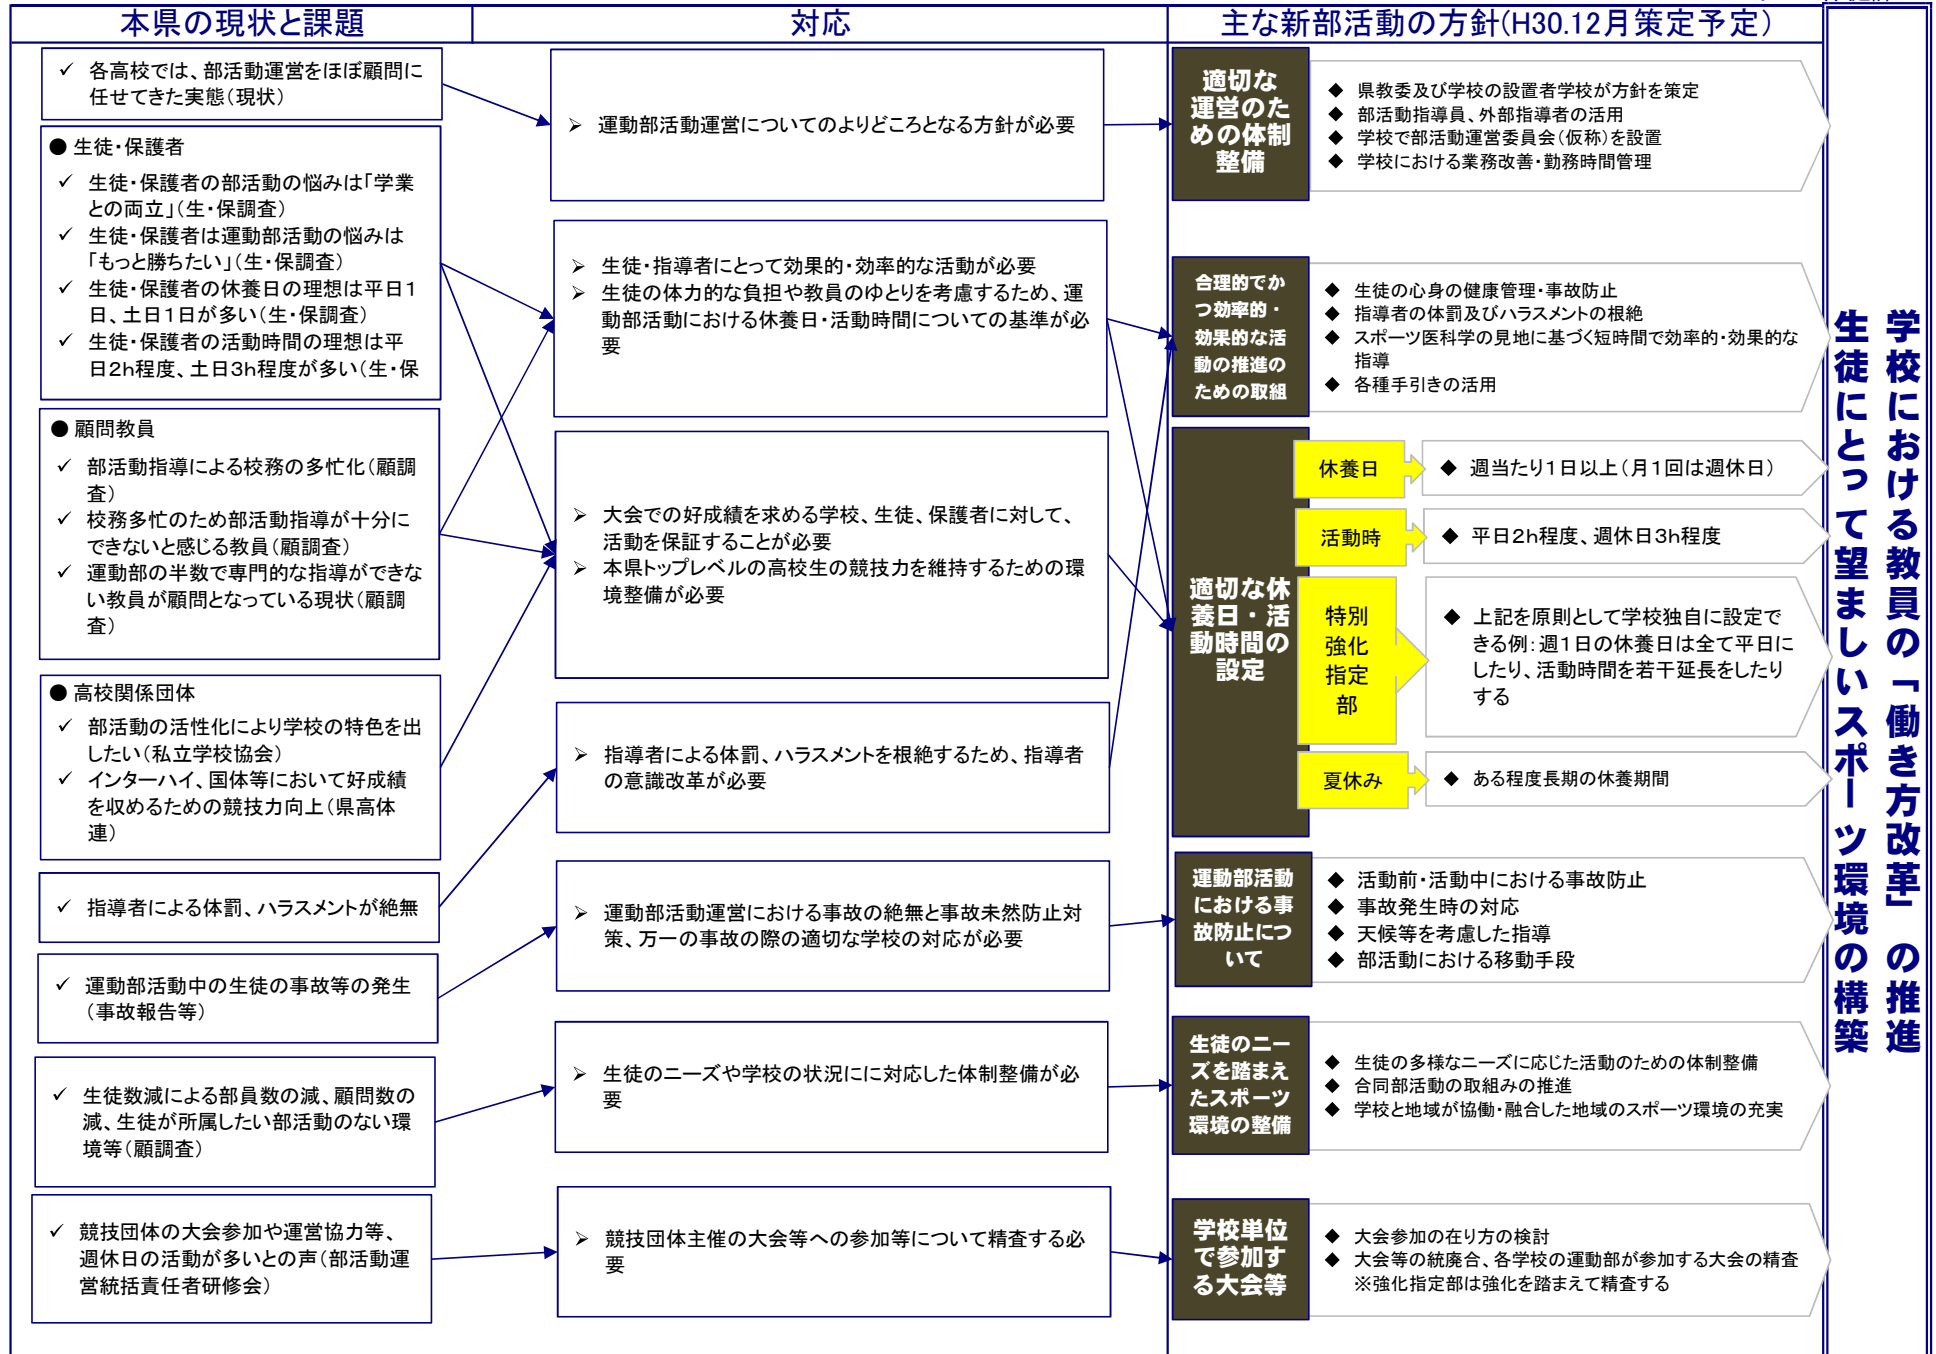 本県の現状と課題
対応
主な新部活動の方針(H30.12月策定予定)
✓ 各高校では、部活動運営をほぼ顧問に
任せてきた実態(現状)
● 生徒・保護者
✓ 生徒・保護者の部活動の悩みは「学業
との両立」(生・保調査)
✓ 生徒・保護者は運動部活動の悩みは
「もっと勝ちたい」(生・保調査)
✓ 生徒・保護者の休養日の理想は平日1
日、土日1日が多い(生・保調査)
✓ 生徒・保護者の活動時間の理想は平
日2h程度、土日3h程度が多い(生・保
● 顧問教員
✓ 部活動指導による校務の多忙化(顧調
査)
✓ 校務多忙のため部活動指導が十分に
できないと感じる教員(顧調査)
✓ 運動部の半数で専門的な指導ができな
い教員が顧問となっている現状(顧調
査)
● 高校関係団体
✓ 部活動の活性化により学校の特色を出
したい(私立学校協会)
✓ インターハイ、国体等において好成績
を収めるための競技力向上(県高体
連)
✓ 指導者による体罰、ハラスメントが絶無
✓ 運動部活動中の生徒の事故等の発生
(事故報告等)
✓ 生徒数減による部員数の減、顧問数の
減、生徒が所属したい部活動のない環
境等(顧調査)
✓ 競技団体の大会参加や運営協力等、
週休日の活動が多いとの声(部活動運
営統括責任者研修会)
➢ 運動部活動運営についてのよりどころとなる方針が必要
➢ 生徒・指導者にとって効果的・効率的な活動が必要
➢ 生徒の体力的な負担や教員のゆとりを考慮するため、運
動部活動における休養日・活動時間についての基準が必
要
➢ 大会での好成績を求める学校、生徒、保護者に対して、
活動を保証することが必要
➢ 本県トップレベルの高校生の競技力を維持するための環
境整備が必要
➢ 指導者による体罰、ハラスメントを根絶するため、指導者
の意識改革が必要
➢ 運動部活動運営における事故の絶無と事故未然防止対
策、万一の事故の際の適切な学校の対応が必要
➢ 生徒のニーズや学校の状況にに対応した体制整備が必
要
➢ 競技団体主催の大会等への参加等について精査する必
要
適切な
運営のた
めの体制
整備
◆ 県教委及び学校の設置者学校が方針を策定
◆ 部活動指導員、外部指導者の活用
◆ 学校で部活動運営委員会(仮称)を設置
◆ 学校における業務改善・勤務時間管理
合理的でか
つ効率的・
効果的な活
動の推進の
ための取組
◆ 生徒の心身の健康管理・事故防止
◆ 指導者の体罰及びハラスメントの根絶
◆ スポーツ医科学の見地に基づく短時間で効率的・効果的な
指導
◆ 各種手引きの活用
適切な休
養日・活
動時間の
設定
休養日
◆ 週当たり1日以上(月1回は週休日)
活動時
◆ 平日2h程度、週休日3h程度
特別
強化
指定
部
◆ 上記を原則として学校独自に設定で
きる例:週1日の休養日は全て平日に
したり、活動時間を若干延長をしたり
する
夏休み
◆ ある程度長期の休養期間
運動部活動
における事
故防止につ
いて
◆ 活動前・活動中における事故防止
◆ 事故発生時の対応
◆ 天候等を考慮した指導
◆ 部活動における移動手段
生徒のニー
ズを踏まえ
たスポーツ
環境の整備
◆ 生徒の多様なニーズに応じた活動のための体制整備
◆ 合同部活動の取組みの推進
◆ 学校と地域が協働・融合した地域のスポーツ環境の充実
学校単位
で参加す
る大会等
◆ 大会参加の在り方の検討
◆ 大会等の統廃合、各学校の運動部が参加する大会の精査
※強化指定部は強化を踏まえて精査する
学校における教員の「働き方改革」の推進
生徒にとって望ましいスポーツ環境の構築